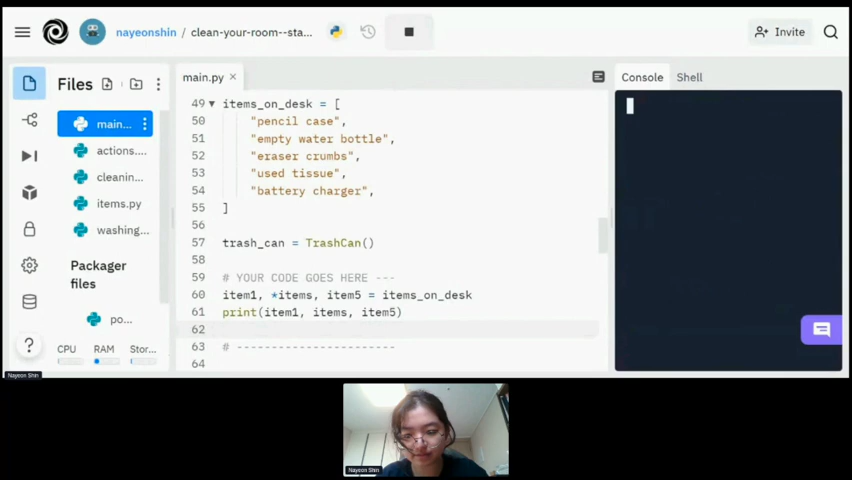 nayeonshin / clean-your-room--sta...
Invite
Files
main.py ×
Console
Shell
main...
actions....
cleanin...
items.py
washing...
Packager
files
po...
CPU
RAM
Stor...
?
49 items_on_desk = [
50 "pencil case",
51 "empty water bottle",
52 "eraser crumbs",
53 "used tissue",
54 "battery charger",
55 ]
56
57 trash_can = TrashCan()
58
59 # YOUR CODE GOES HERE ---
60 item1, *items, item5 = items_on_desk
61 print(item1, items, item5)
62
63 # -----------------------
64
Nayeon Shin
Nayeon Shin